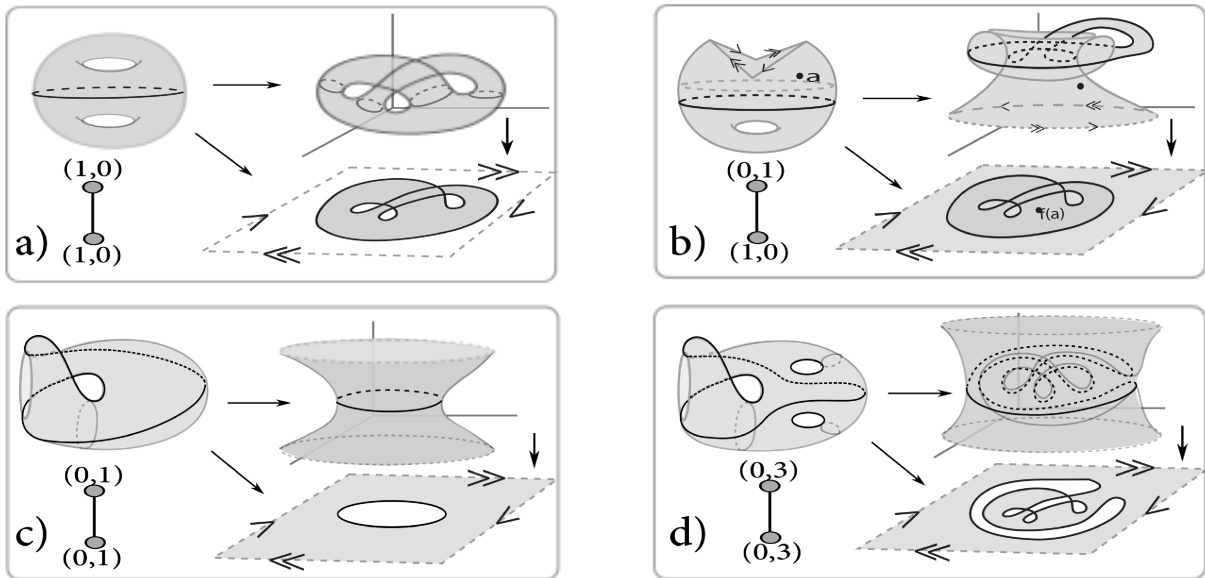 (1,0)
(1,0)
a)
a
(0,1)
(1,0)
f(a)
b)
(0,1)
(0,1)
c)
(0,3)
(0,3)
d)